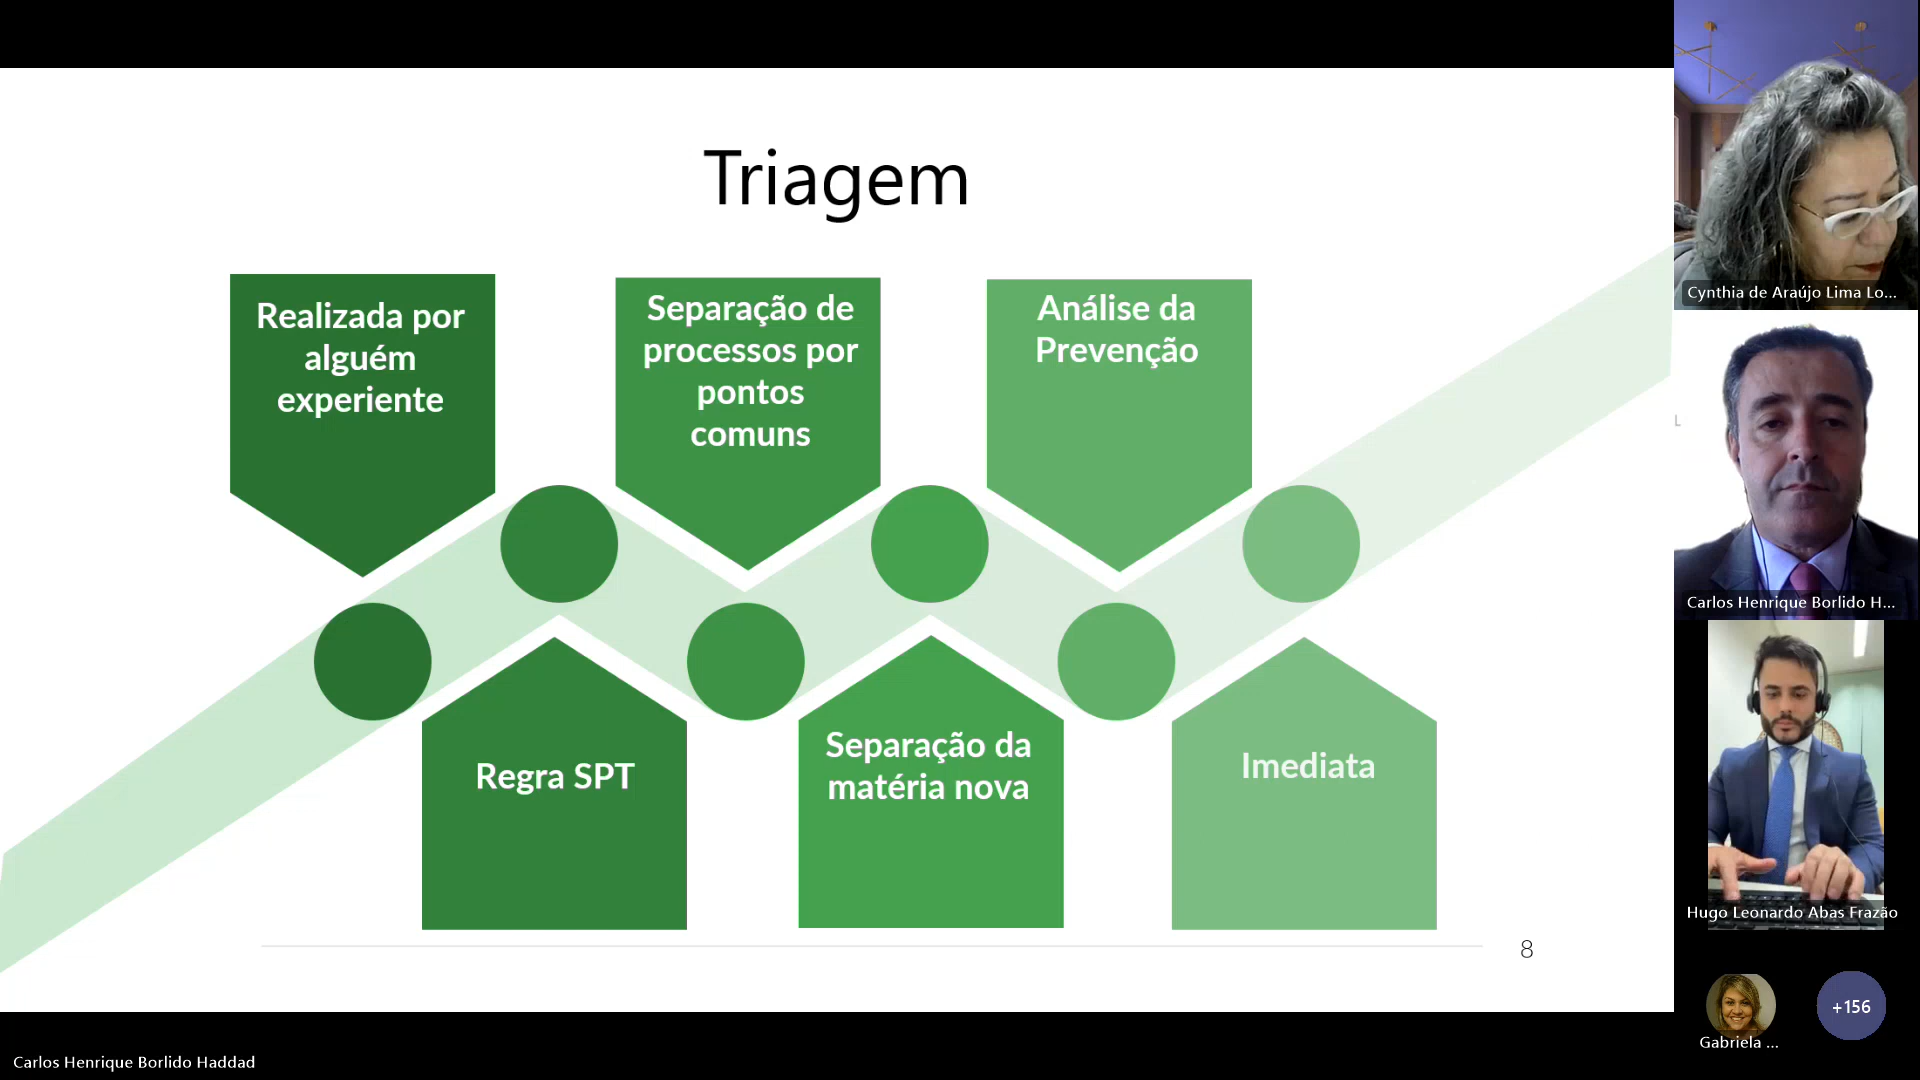 Triagem
Realizada por
alguém
experiente
Separação de
processos por
pontos
comuns
Análise da
Prevenção
Regra SPT
Separação da
matéria nova
Imediata
8
Cynthia de Araújo Lima Lo...
L
Carlos Henrique Borlido H...
Hugo Leonardo Abas Frazão
Gabriela ...
+156
Carlos Henrique Borlido Haddad